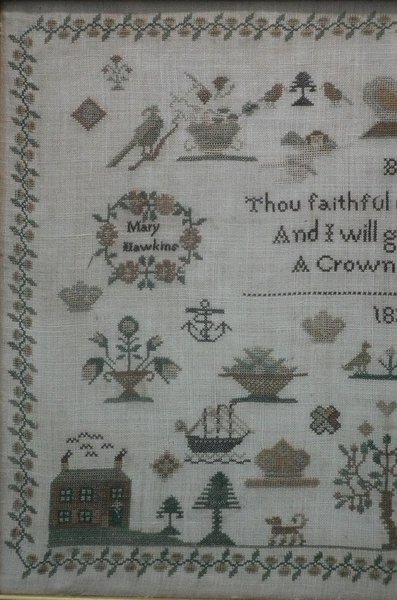 Mary
Hawkins
B
Thou faithful
And I will g
A Crown
18